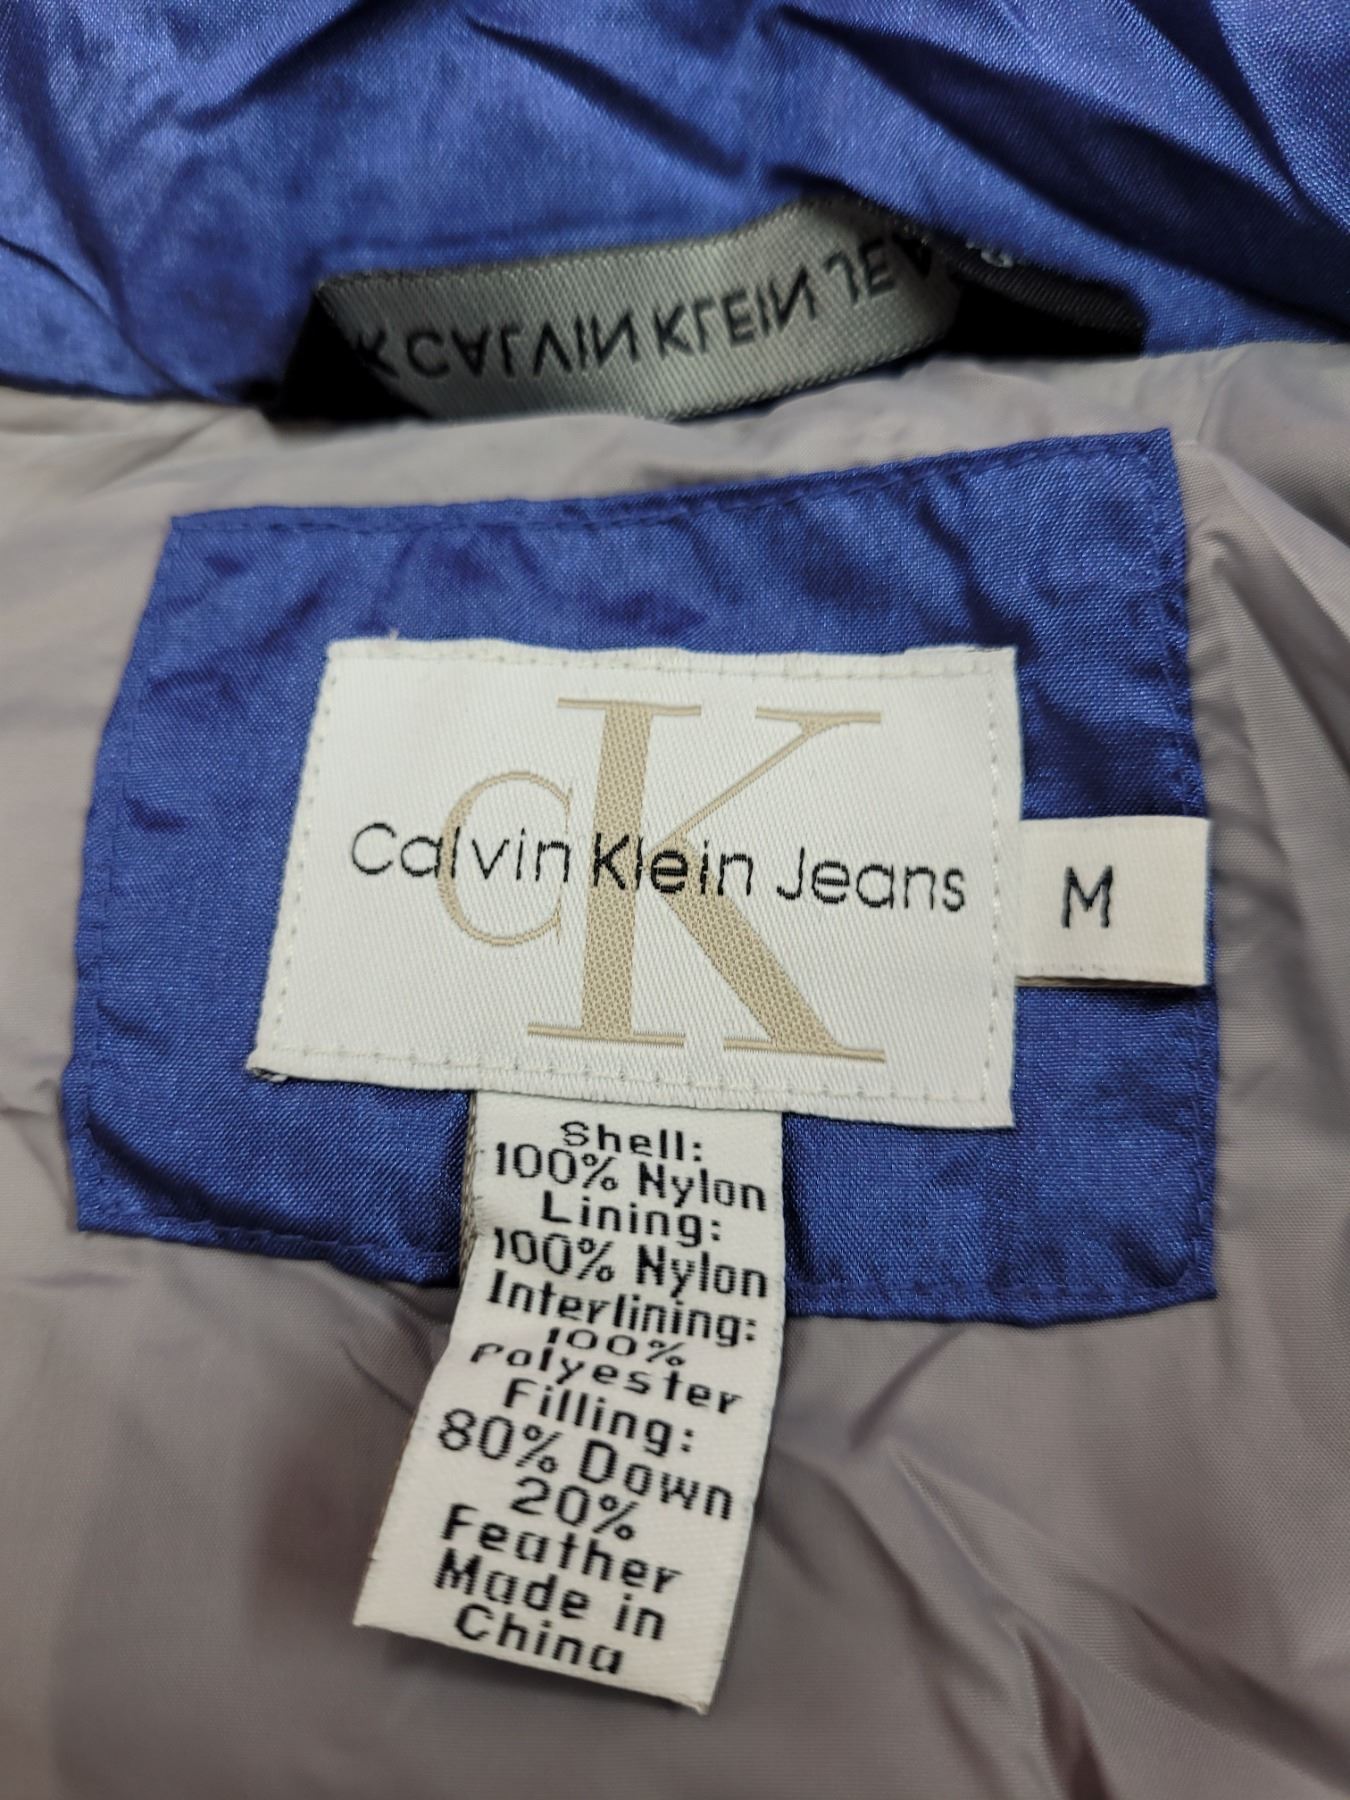 CK CALVIN KLEIN JEA
CK
Calvin Klein Jeans
M
Shell:
100% Nylon
Lining:
100% Nylon
Interlining:
100%
Polyester
Filling:
80% Down
20%
Feather
Made in
China